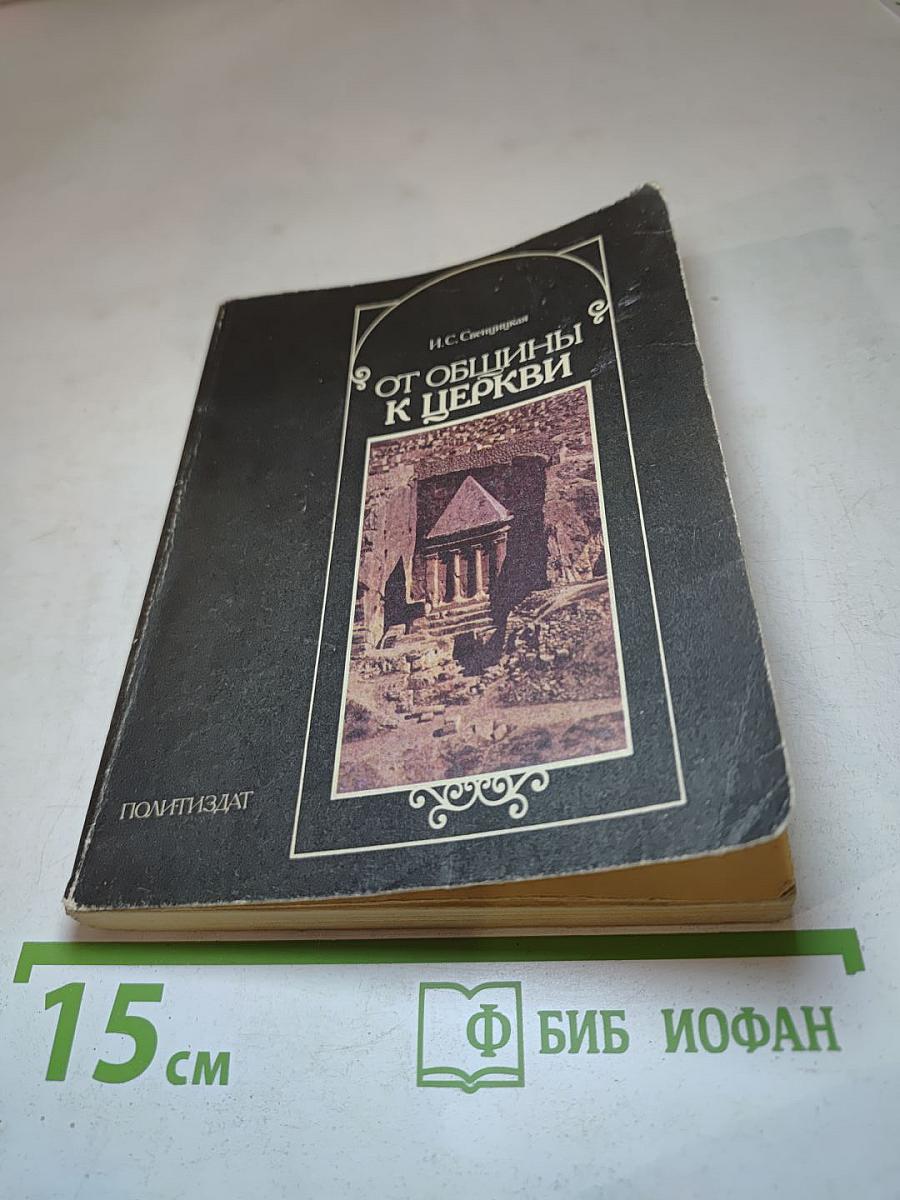 И.С. Свенцицкая
ОТ ОБЩИНЫ
К ЦЕРКВИ
ПОЛИТИЗДАТ
15 см
Ф БИБ ИОФАН